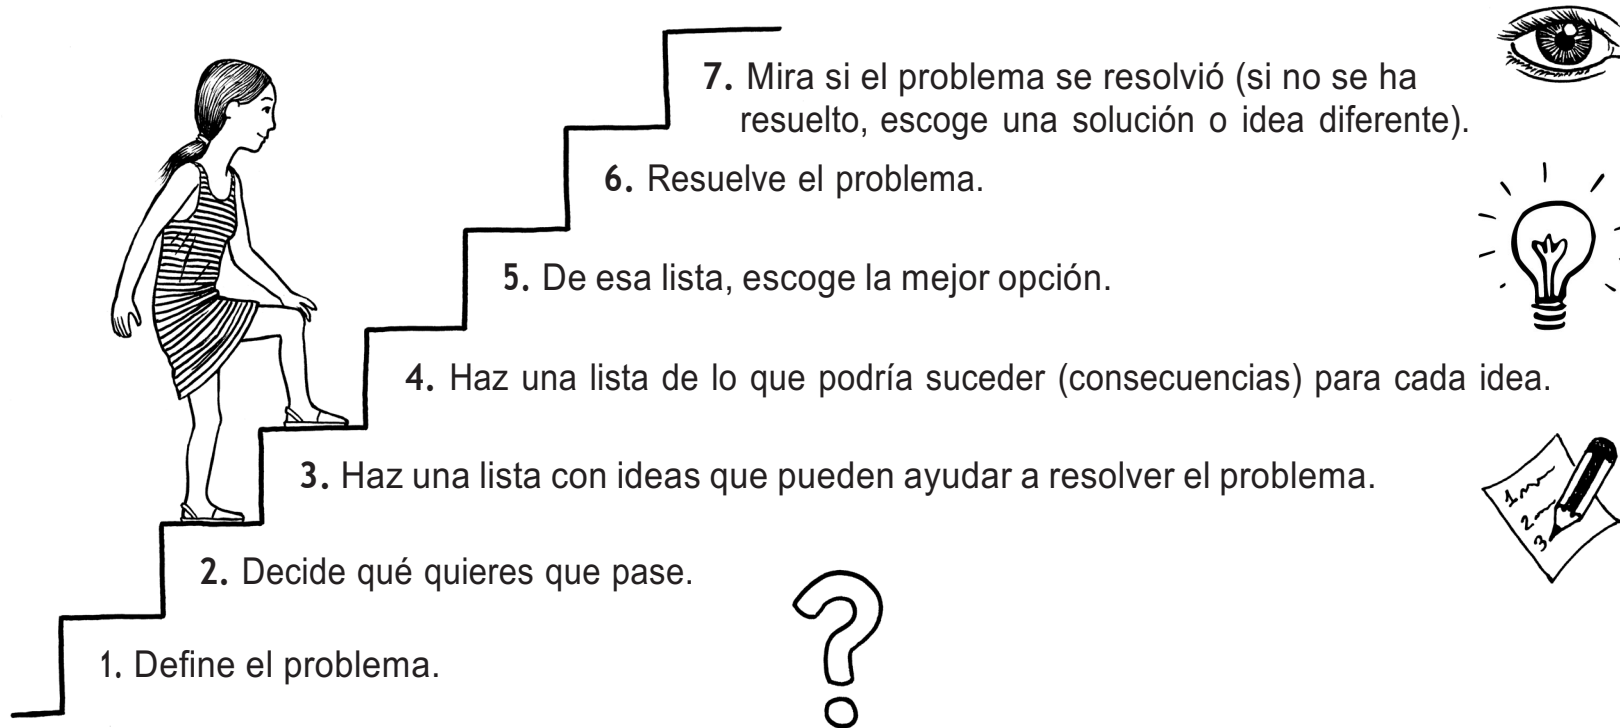 7. Mira si el problema se resolvió (si no se ha
resuelto, escoge una solución o idea diferente).
6. Resuelve el problema.
5. De esa lista, escoge la mejor opción.
4. Haz una lista de lo que podría suceder (consecuencias) para cada idea.
3. Haz una lista con ideas que pueden ayudar a resolver el problema.
1
2
3
2. Decide qué quieres que pase.
?
1. Define el problema.